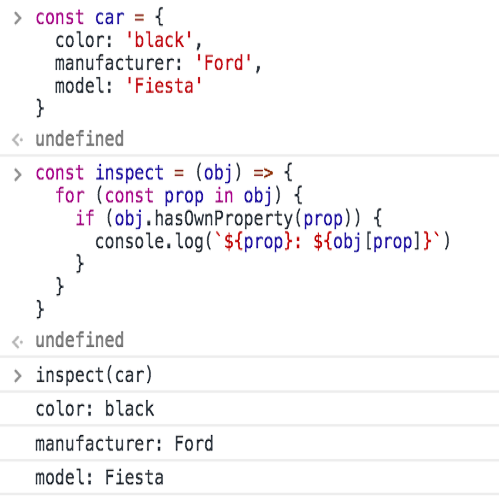 const car = {
  color: 'black',
  manufacturer: 'Ford',
  model: 'Fiesta'
}
undefined
const inspect = (obj) => {
  for (const prop in obj) {
    if (obj.hasOwnProperty(prop)) {
      console.log(`${prop}: ${obj[prop]}`)
    }
  }
}
undefined
inspect(car)
color: black
manufacturer: Ford
model: Fiesta